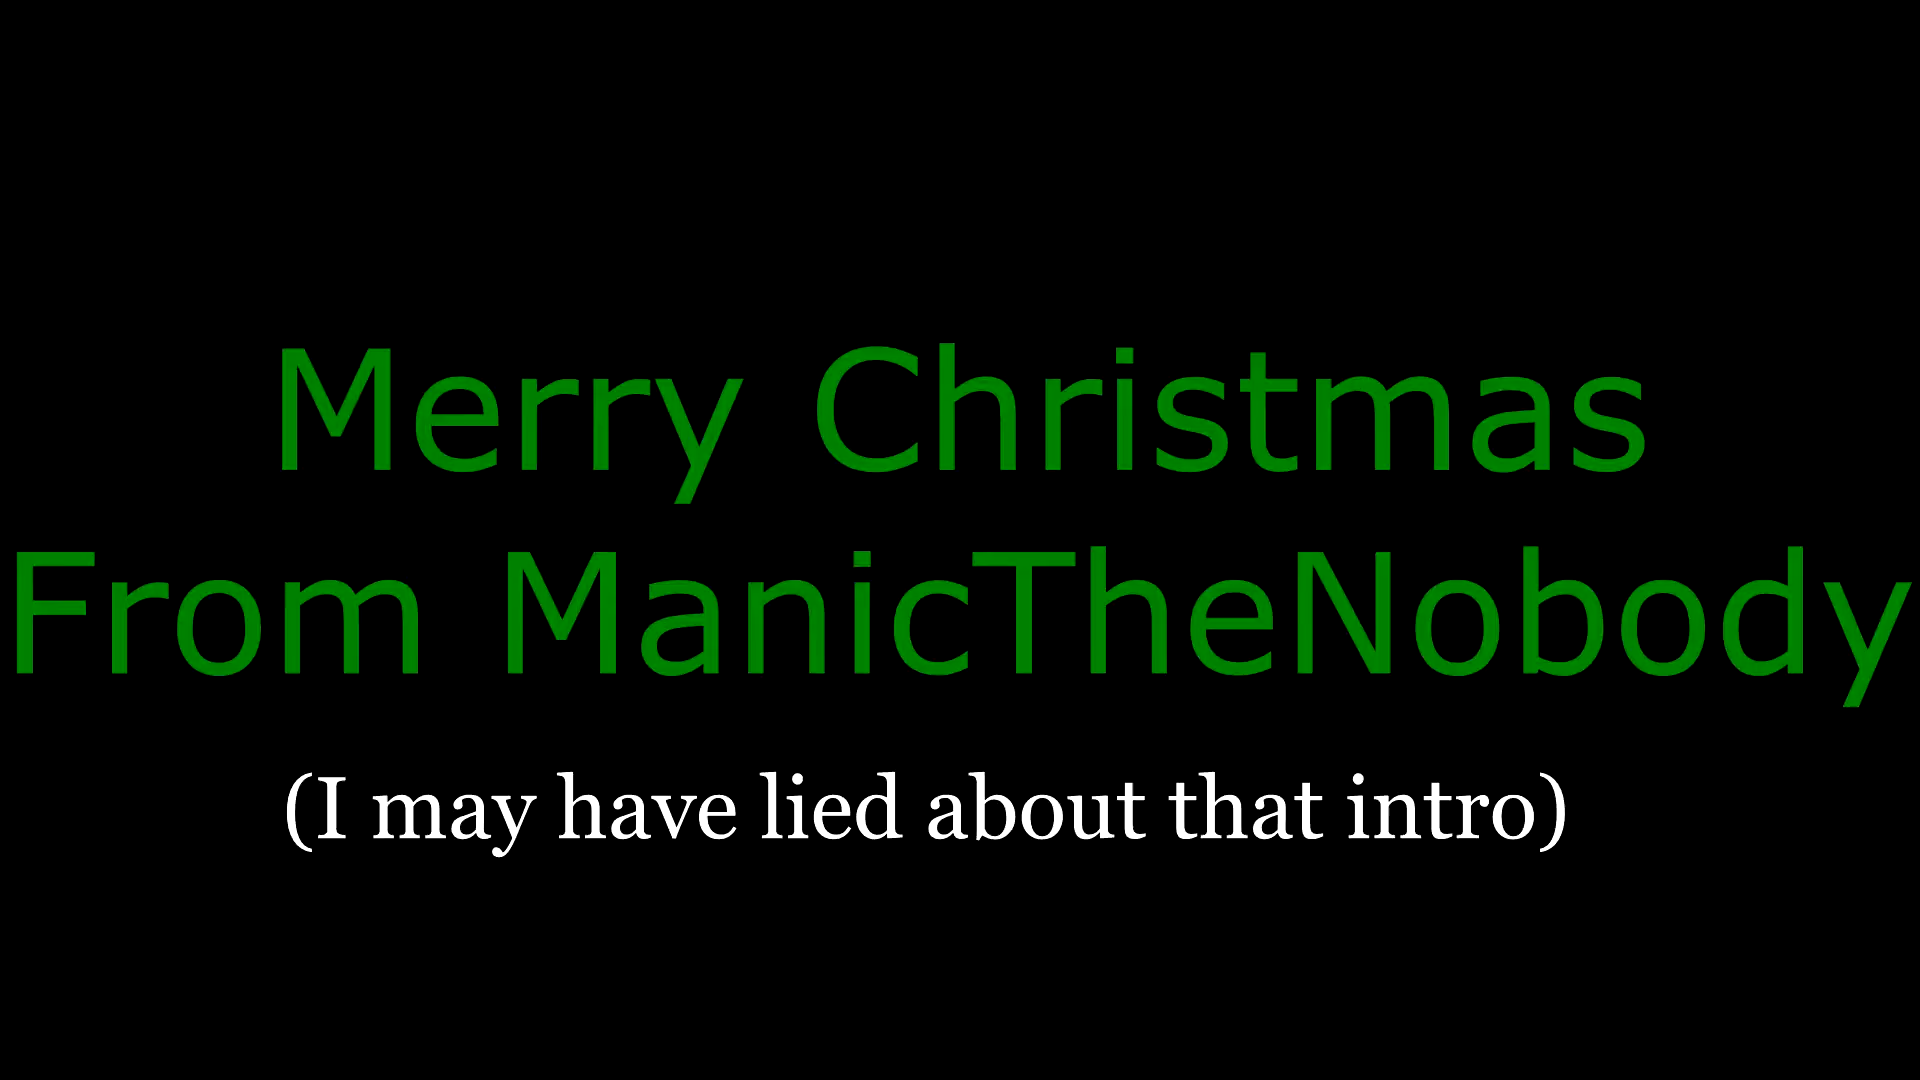 Merry Christmas
From ManicTheNobody
(I may have lied about that intro)